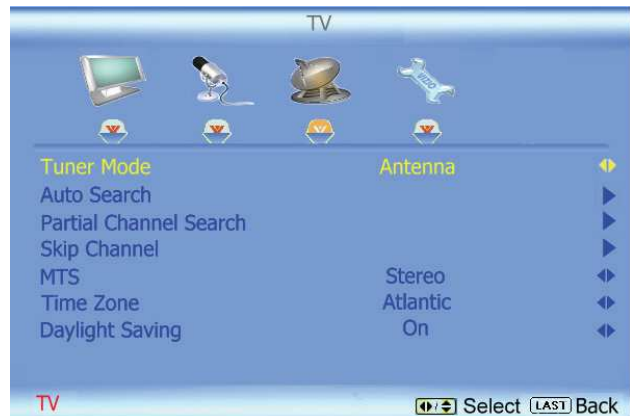 TV
VIZIO
Tuner Mode Antenna
Auto Search
Partial Channel Search
Skip Channel
MTS Stereo
Time Zone Atlantic
Daylight Saving On
TV Select LAST Back